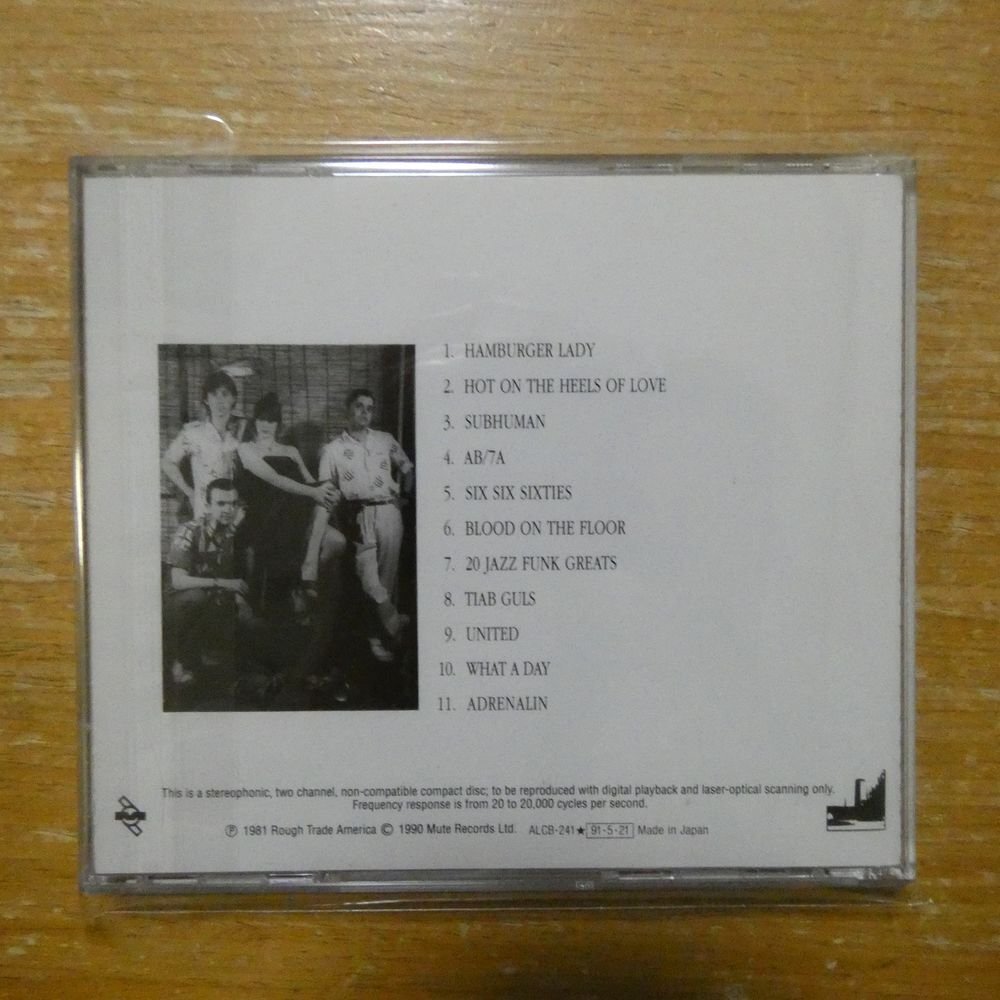 1. HAMBURGER LADY
2. HOT ON THE HEELS OF LOVE
3. SUBHUMAN
4. AB/7A
5. SIX SIX SIXTIES
6. BLOOD ON THE FLOOR
7. 20 JAZZ FUNK GREATS
8. TIAB GULS
9. UNITED
10. WHAT A DAY
11. ADRENALIN
This is a stereophonic, two channel, non-compatible compact disc; to be reproduced with digital playback and laser-optical scanning only.
Frequency response is from 20 to 20,000 cycles per second.
Ⓟ 1981 Rough Trade America © 1990 Mute Records Ltd. ALCB-241★ 91-5-21 Made in Japan